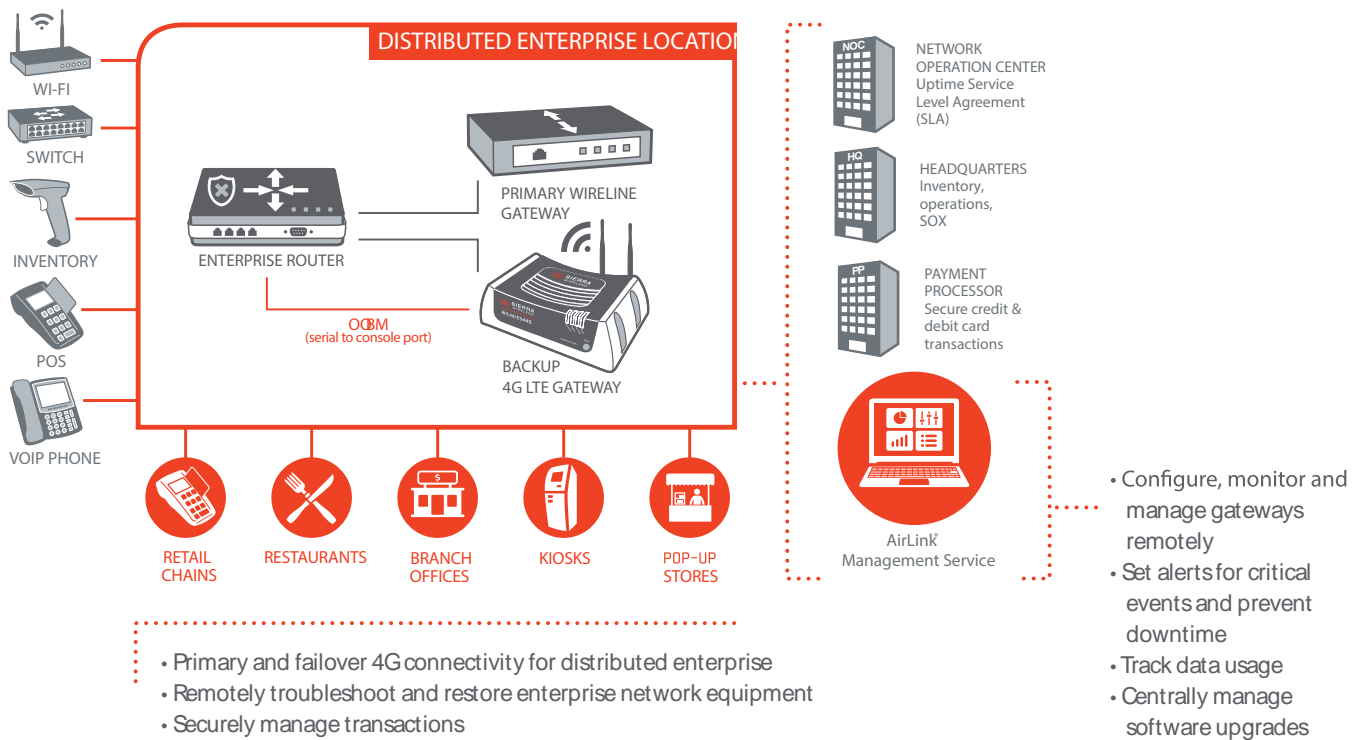 DISTRIBUTED ENTERPRISE LOCATION
WI-FI
SWITCH
INVENTORY
POS
VOIP PHONE
PRIMARY WIRELINE
GATEWAY
ENTERPRISE ROUTER
OOBM
(serial to console port)
SIERRA
WIRELESS
SIERRA
WIRELESS
BACKUP
4G LTE GATEWAY
NOC
NETWORK
OPERATION CENTER
Uptime Service
Level Agreement
(SLA)
HQ
HEADQUARTERS
Inventory,
operations,
SOX
PP
PAYMENT
PROCESSOR
Secure credit &
debit card
transactions
$
RETAIL
CHAINS
RESTAURANTS
BRANCH
OFFICES
KIOSKS
POP-UP
STORES
AirLink
Management Service
• Configure, monitor and
manage gateways
remotely
• Set alerts for critical
events and prevent
downtime
• Track data usage
• Centrally manage
software upgrades
• Primary and failover 4G connectivity for distributed enterprise
• Remotely troubleshoot and restore enterprise network equipment
• Securely manage transactions